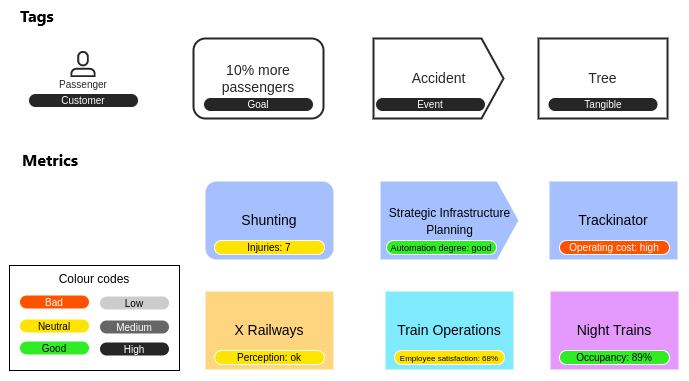 Tags
Passenger
Customer
10% more
passengers
Goal
Accident
Event
Tree
Tangible
Metrics
Shunting
Injuries: 7
Strategic Infrastructure
Planning
Automation degree: good
Trackinator
Operating cost: high
Colour codes
Bad
Low
Neutral
Medium
Good
High
X Railways
Perception: ok
Train Operations
Employee satisfaction: 68%
Night Trains
Occupancy: 89%